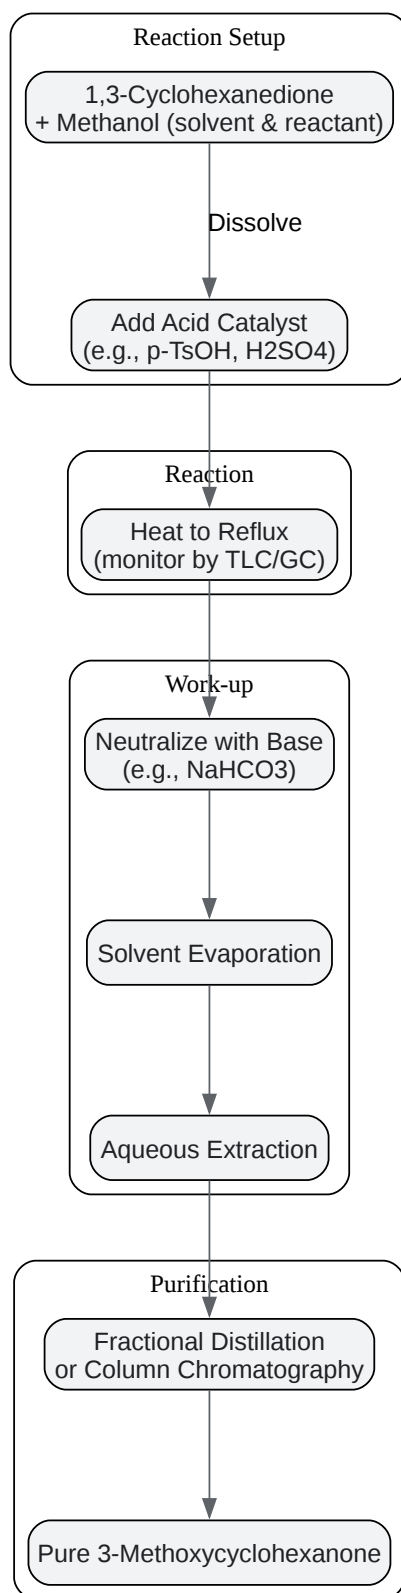 Reaction Setup
1,3-Cyclohexanedione
+ Methanol (solvent & reactant)
Dissolve
Add Acid Catalyst
(e.g., p-TsOH, H2SO4)
Reaction
Heat to Reflux
(monitor by TLC/GC)
Work-up
Neutralize with Base
(e.g., NaHCO3)
Solvent Evaporation
Aqueous Extraction
Purification
Fractional Distillation
or Column Chromatography
Pure 3-Methoxycyclohexanone